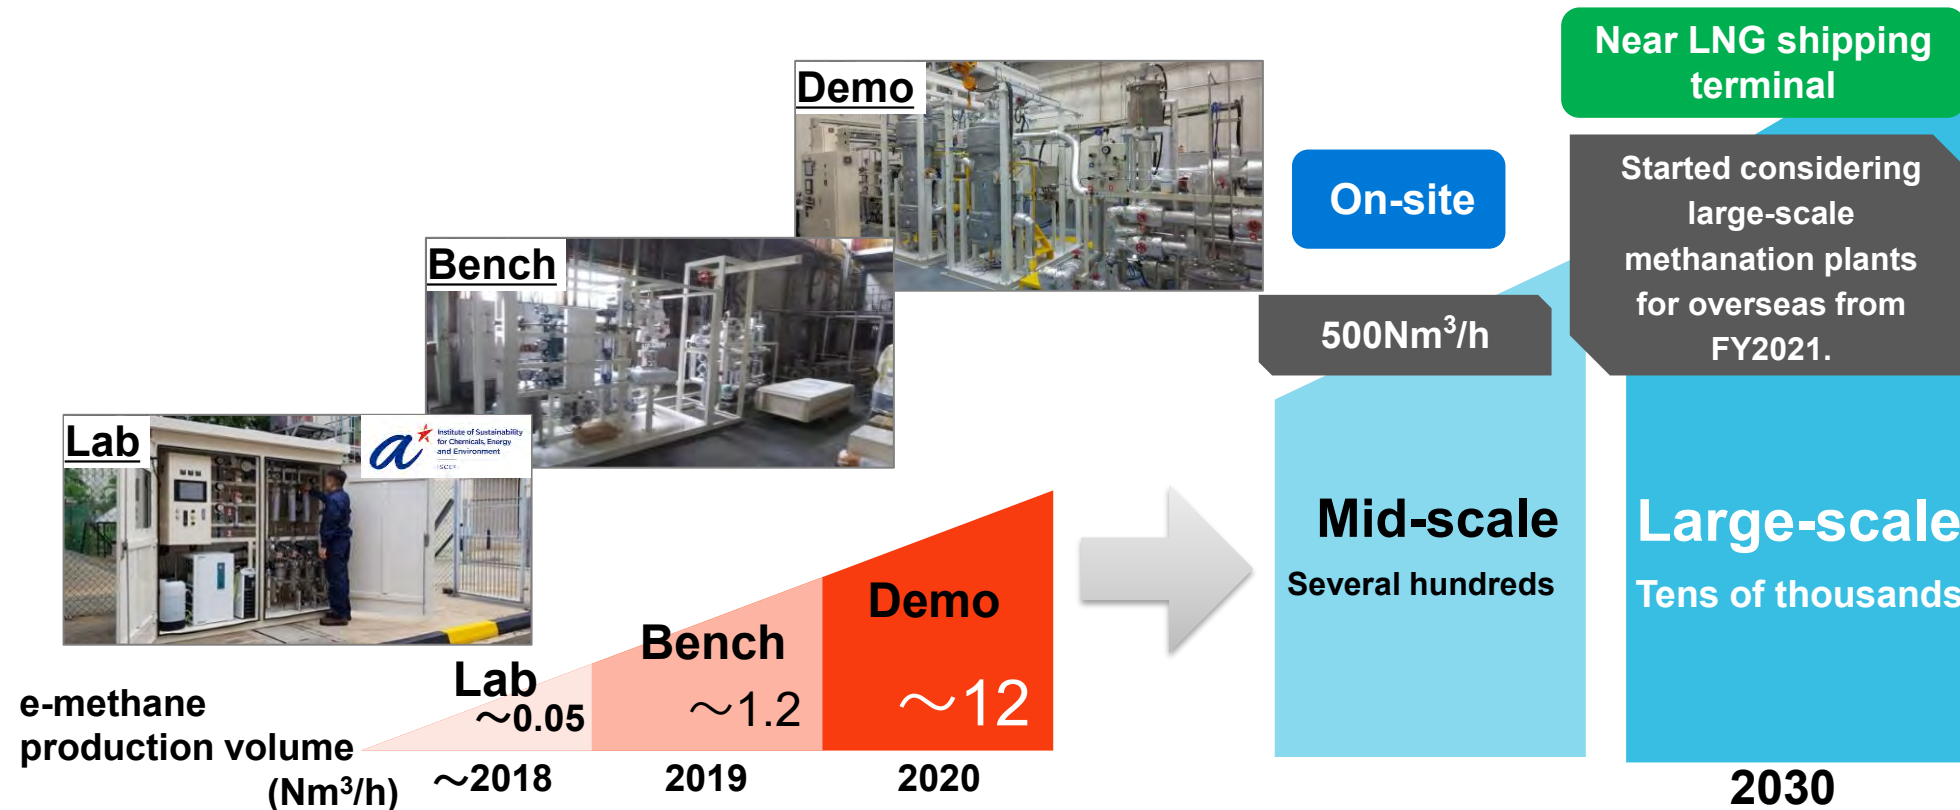 Near LNG shipping
terminal
Demo
Started considering
large-scale
methanation plants
for overseas from
FY2021.
On-site
Bench
500Nm³/h
Lab
a
Institute of Sustainability
for Chemicals, Energy
and Environment
ISCE²
Mid-scale
Several hundreds
Large-scale
Tens of thousands
Demo
～12
Bench
～1.2
Lab
～0.05
e-methane
production volume
(Nm³/h)
～2018
2019
2020
2030